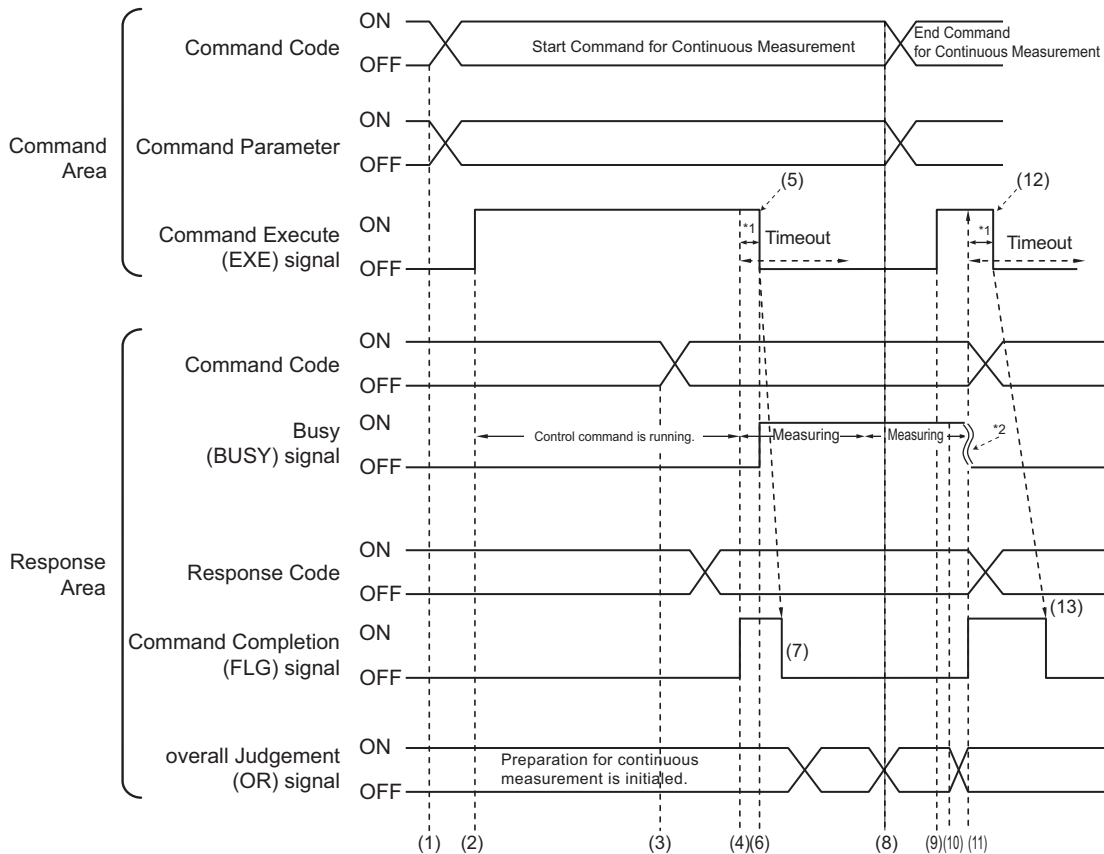 ON
Command Code
Start Command for Continuous Measurement
End Command
for Continuous Measurement
OFF
ON
Command Parameter
OFF
Command
Area
(5)
(12)
ON
*1
*1
Command Execute
(EXE) signal
Timeout
Timeout
OFF
ON
Command Code
OFF
ON
Busy
(BUSY) signal
Control command is running.
Measuring
Measuring
*2
OFF
Response
Area
ON
Response Code
OFF
ON
Command Completion
(FLG) signal
(7)
(13)
OFF
ON
overall Judgement
(OR) signal
Preparation for continuous
measurement is initialed.
OFF
(1) (2) (3) (4) (6) (8) (9) (10) (11)